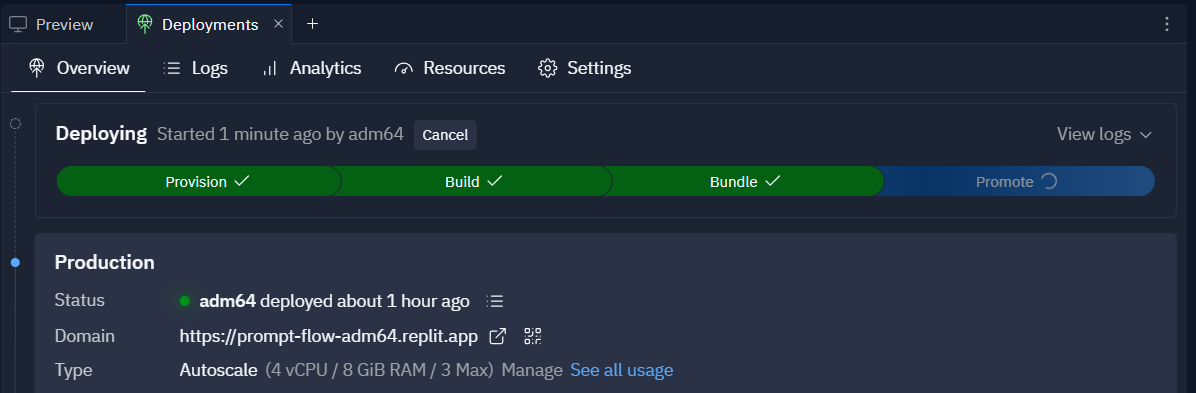 Preview Deployments
Overview Logs Analytics Resources Settings
Deploying Started 1 minute ago by adm64 Cancel View logs
Provision Build Bundle Promote
Production
Status adm64 deployed about 1 hour ago
Domain https://prompt-flow-adm64.replit.app
Type Autoscale (4 vCPU / 8 GiB RAM / 3 Max) Manage See all usage